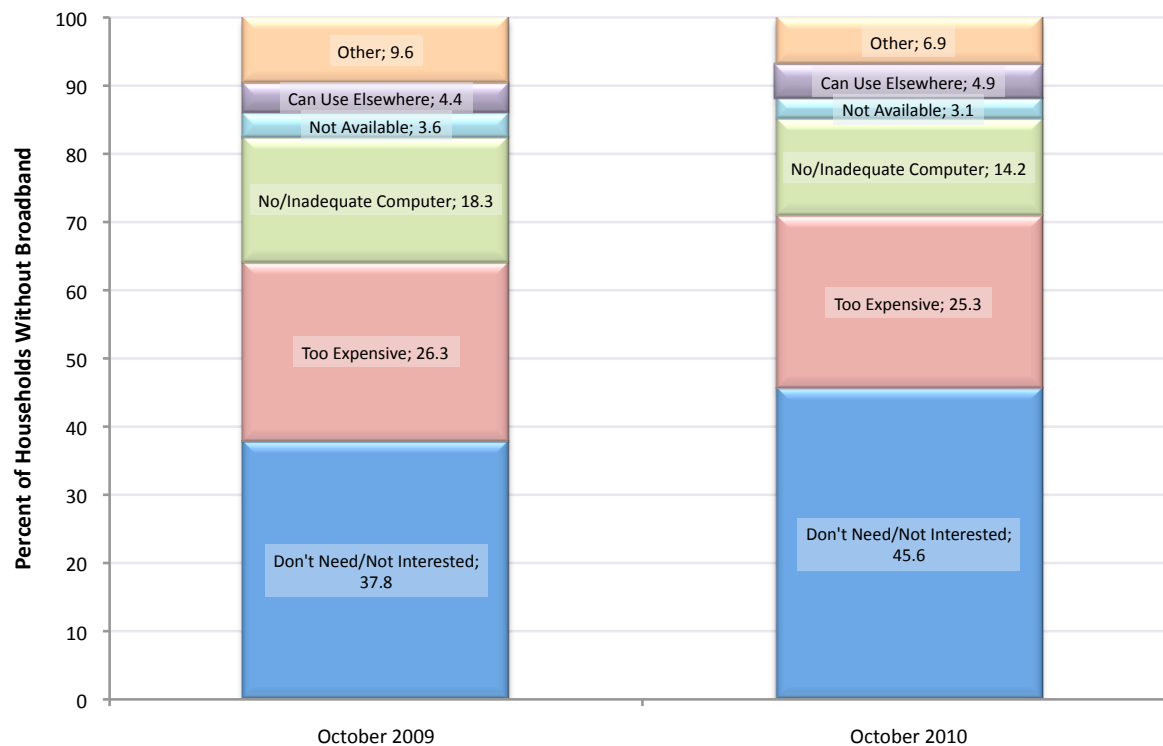 Percent of Households Without Broadband
100
90
80
70
60
50
40
30
20
10
0
Other; 9.6
Can Use Elsewhere; 4.4
Not Available; 3.6
No/Inadequate Computer; 18.3
Too Expensive; 26.3
Don't Need/Not Interested;
37.8
Other; 6.9
Can Use Elsewhere; 4.9
Not Available; 3.1
No/Inadequate Computer; 14.2
Too Expensive; 25.3
Don't Need/Not Interested;
45.6
October 2009
October 2010